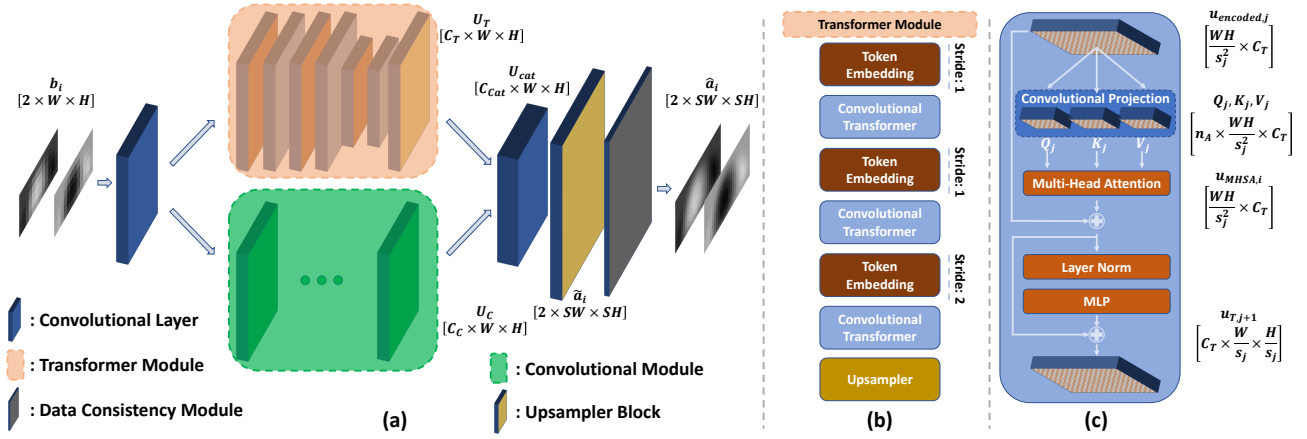 b_i
[2 × W × H]
U_T
[C_T × W × H]
U_cat
[C_Cat × W × H]
â_i
[2 × SW × SH]
ã_i
[2 × SW × SH]
U_C
[C_C × W × H]
: Convolutional Layer
: Transformer Module
: Data Consistency Module
: Convolutional Module
: Upsampler Block
(a)
Transformer Module
Token
Embedding
Stride: 1
Convolutional
Transformer
Token
Embedding
Stride: 1
Convolutional
Transformer
Token
Embedding
Stride: 2
Convolutional
Transformer
Upsampler
(b)
u_encoded,j
[WH/s_j^2 × C_T]
Convolutional Projection
Q_j, K_j, V_j
[n_A × WH/s_j^2 × C_T]
Q_j K_j V_j
Multi-Head Attention
u_MHSA,i
[WH/s_j^2 × C_T]
Layer Norm
MLP
u_T,j+1
[C_T × W/s_j × H/s_j]
(c)